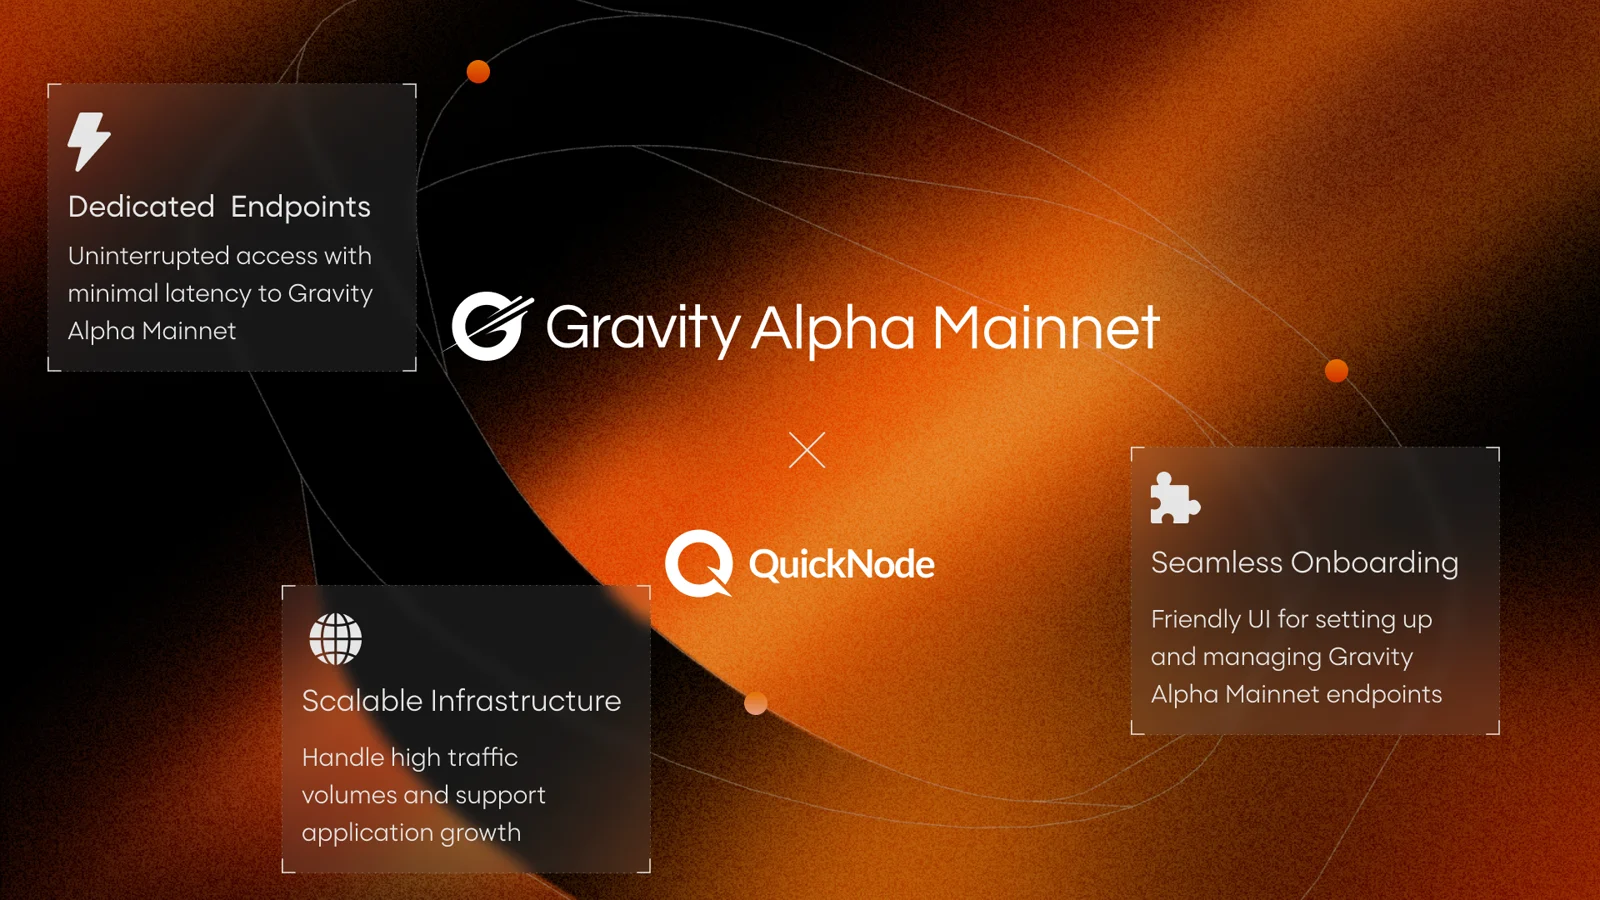 Dedicated Endpoints
Uninterrupted access with
minimal latency to Gravity
Alpha Mainnet
Gravity Alpha Mainnet
QuickNode
Seamless Onboarding
Friendly UI for setting up
and managing Gravity
Alpha Mainnet endpoints
Scalable Infrastructure
Handle high traffic
volumes and support
application growth